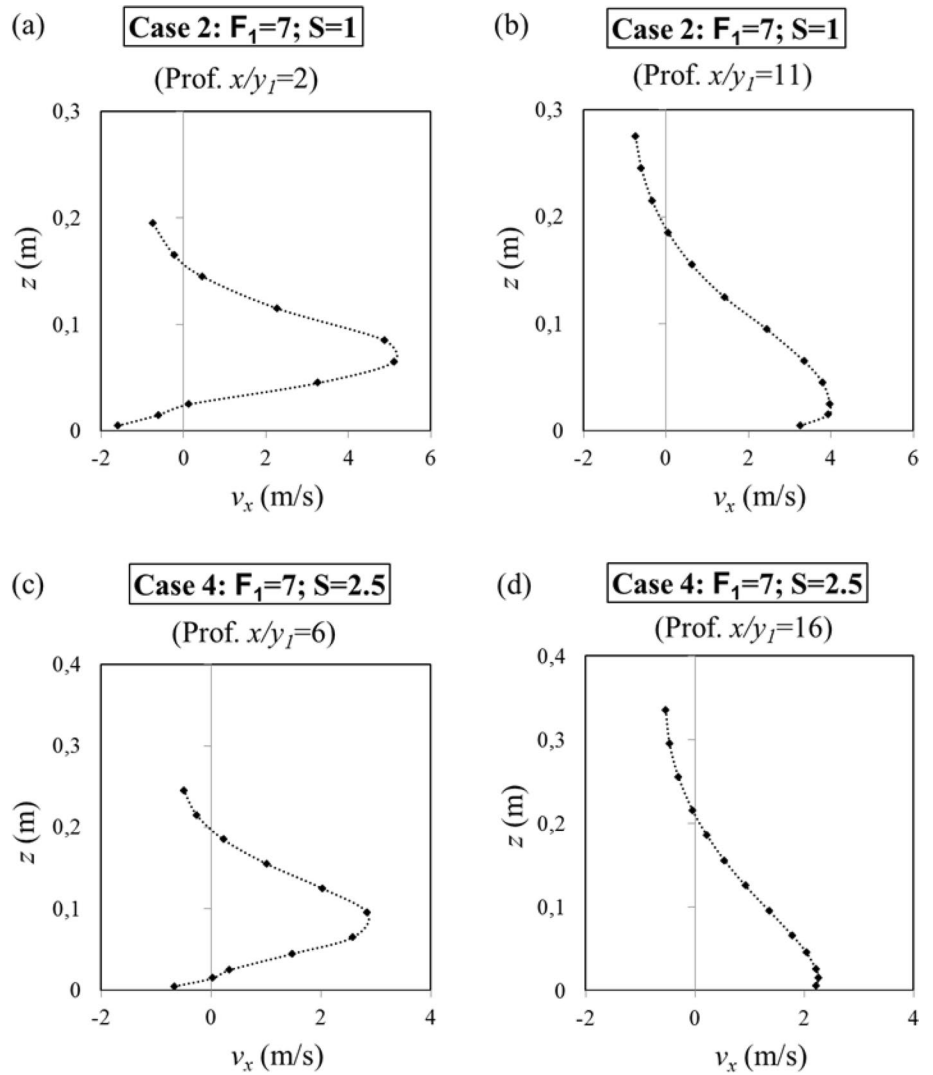 (a) Case 2: F₁=7; S=1
(Prof. x/y₁=2)
0,3
0,2
0,1
0
z (m)
-2 0 2 4 6
vₓ (m/s)
(b) Case 2: F₁=7; S=1
(Prof. x/y₁=11)
0,3
0,2
0,1
0
z (m)
-2 0 2 4 6
vₓ (m/s)
(c) Case 4: F₁=7; S=2.5
(Prof. x/y₁=6)
0,4
0,3
0,2
0,1
0
z (m)
-2 0 2 4
vₓ (m/s)
(d) Case 4: F₁=7; S=2.5
(Prof. x/y₁=16)
0,4
0,3
0,2
0,1
0
z (m)
-2 0 2 4
vₓ (m/s)